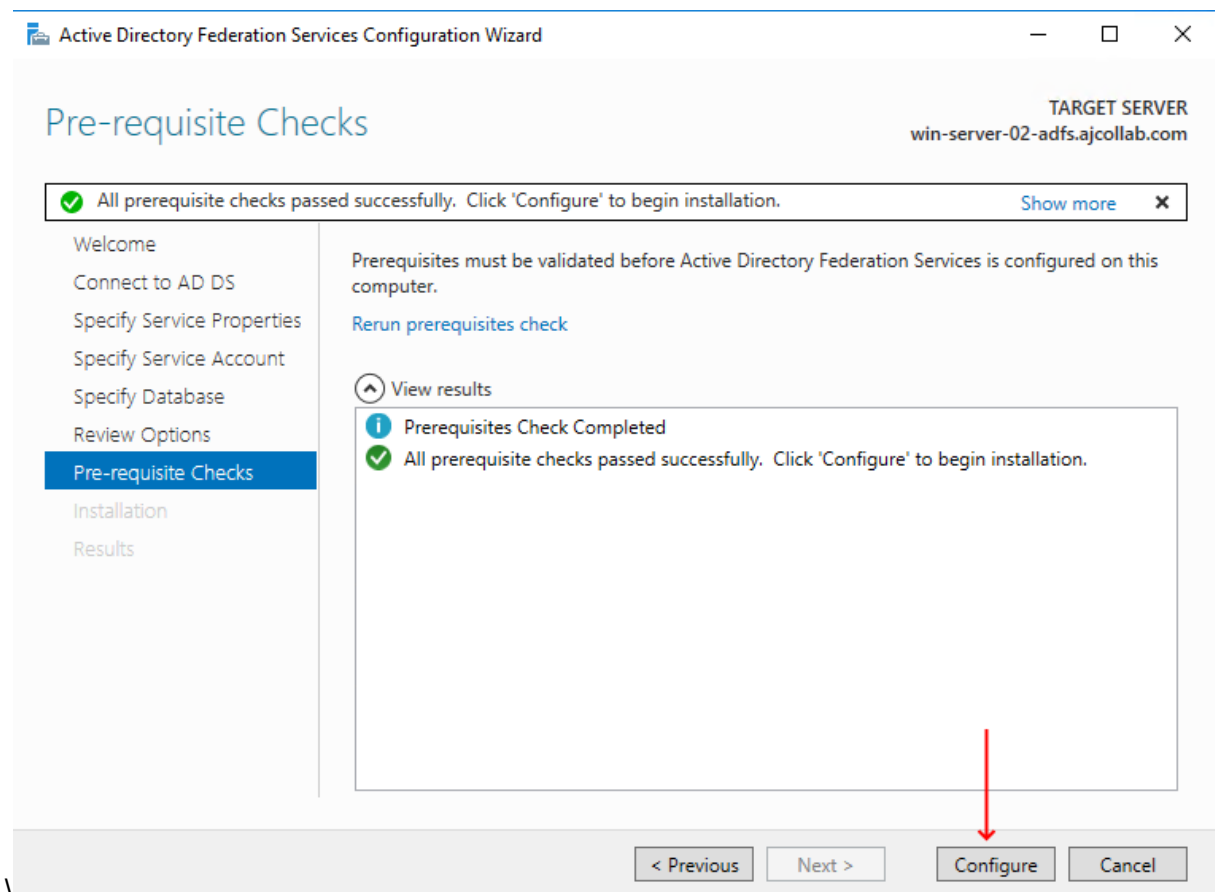 Active Directory Federation Services Configuration Wizard
Pre-requisite Checks
TARGET SERVER
win-server-02-adfs.ajcollab.com
All prerequisite checks passed successfully. Click 'Configure' to begin installation.
Show more
Welcome
Connect to AD DS
Specify Service Properties
Specify Service Account
Specify Database
Review Options
Pre-requisite Checks
Installation
Results
Prerequisites must be validated before Active Directory Federation Services is configured on this
computer.
Rerun prerequisites check
View results
Prerequisites Check Completed
All prerequisite checks passed successfully. Click 'Configure' to begin installation.
< Previous
Next >
Configure
Cancel
\